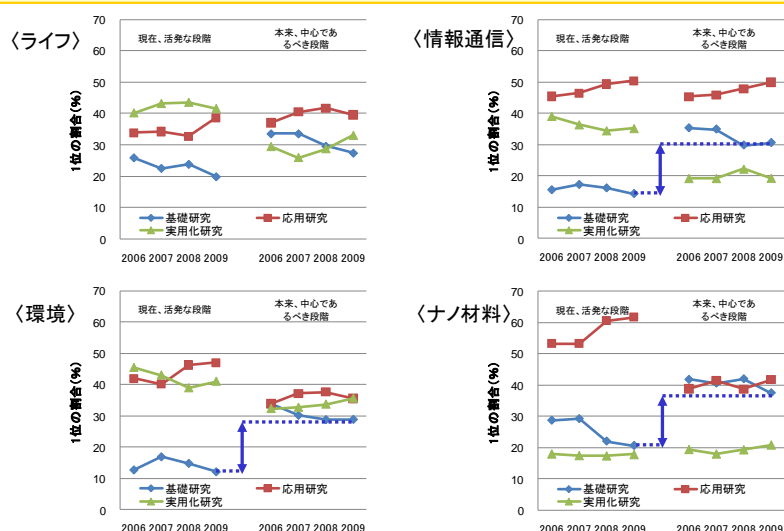 〈ライフ〉
1位の割合(%)
70
60
50
40
30
20
10
0
現在、活発な段階
本来、中心であ
るべき段階
基礎研究
応用研究
実用化研究
2006 2007 2008 2009
2006 2007 2008 2009
〈情報通信〉
1位の割合(%)
70
60
50
40
30
20
10
0
現在、活発な段階
本来、中心であ
るべき段階
基礎研究
応用研究
実用化研究
2006 2007 2008 2009
2006 2007 2008 2009
〈環境〉
1位の割合(%)
70
60
50
40
30
20
10
0
現在、活発な段階
本来、中心であ
るべき段階
基礎研究
応用研究
実用化研究
2006 2007 2008 2009
2006 2007 2008 2009
〈ナノ材料〉
1位の割合(%)
70
60
50
40
30
20
10
0
現在、活発な段階
本来、中心であ
るべき段階
基礎研究
応用研究
実用化研究
2006 2007 2008 2009
2006 2007 2008 2009